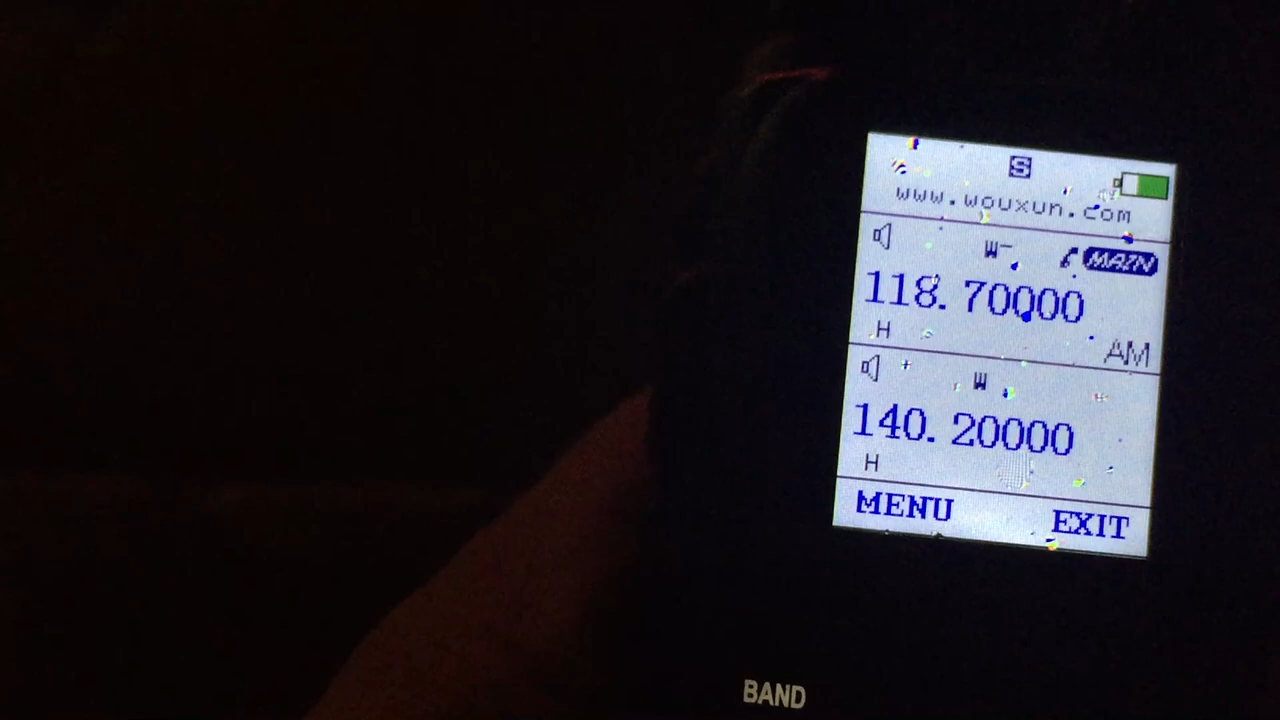 S
www.wouxun.com
W- MAIN
118.70000
H
AM
W
140.20000
H
MENU EXIT
BAND